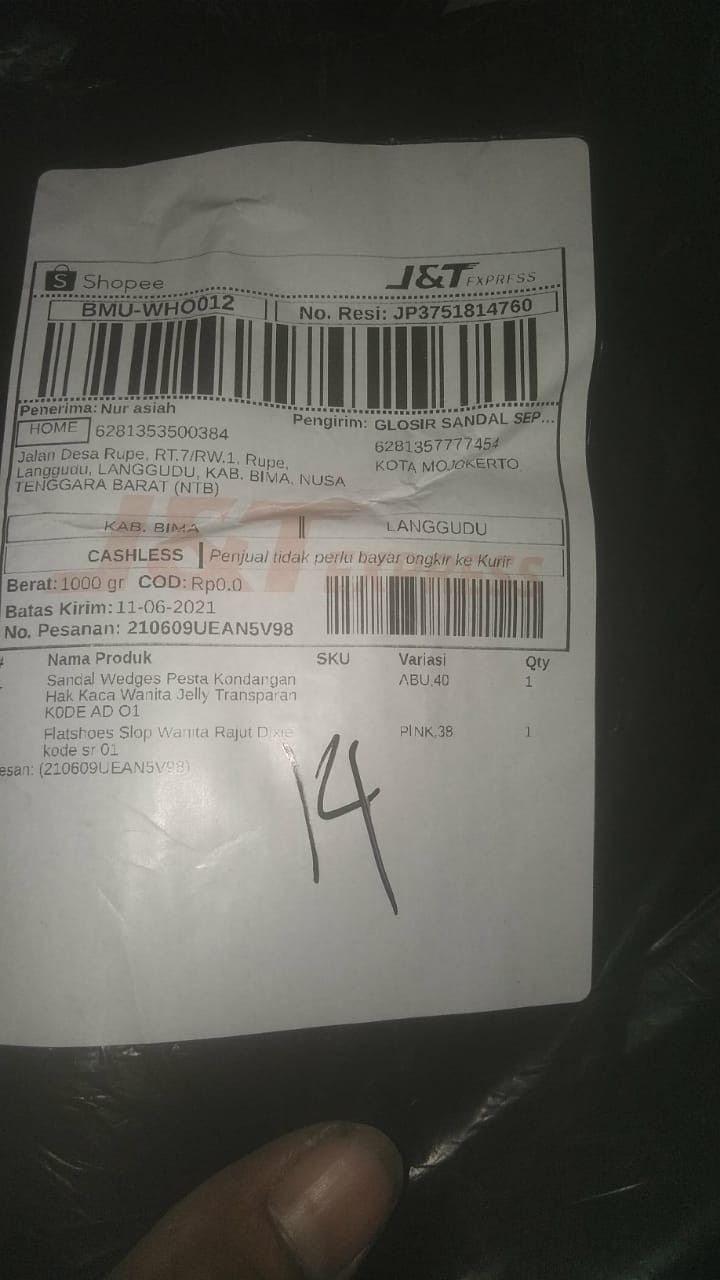 S Shopee
J&T EXPRESS
BMU-WHO012
No. Resi: JP3751814760
Penerima: Nur asiah
HOME 6281353500384
Jalan Desa Rupe, RT.7/RW.1, Rupe,
Langgudu, LANGGUDU, KAB. BIMA, NUSA
TENGGARA BARAT (NTB)
Pengirim: GLOSIR SANDAL SEP...
6281357777454
KOTA MOJOKERTO
KAB. BIMA
LANGGUDU
CASHLESS Penjual tidak perlu bayar ongkir ke Kurir
J&T EXPRESS
Berat: 1000 gr COD: Rp0.0
Batas Kirim: 11-06-2021
No. Pesanan: 210609UEAN5V98
# Nama Produk SKU Variasi Qty
Sandal Wedges Pesta Kondangan ABU,40 1
Hak Kaca Wanita Jelly Transparan
KODE AD O1
Flatshoes Slop Wanita Rajut Dixie PINK,38 1
kode sr 01
esan: (210609UEAN5V98)
14